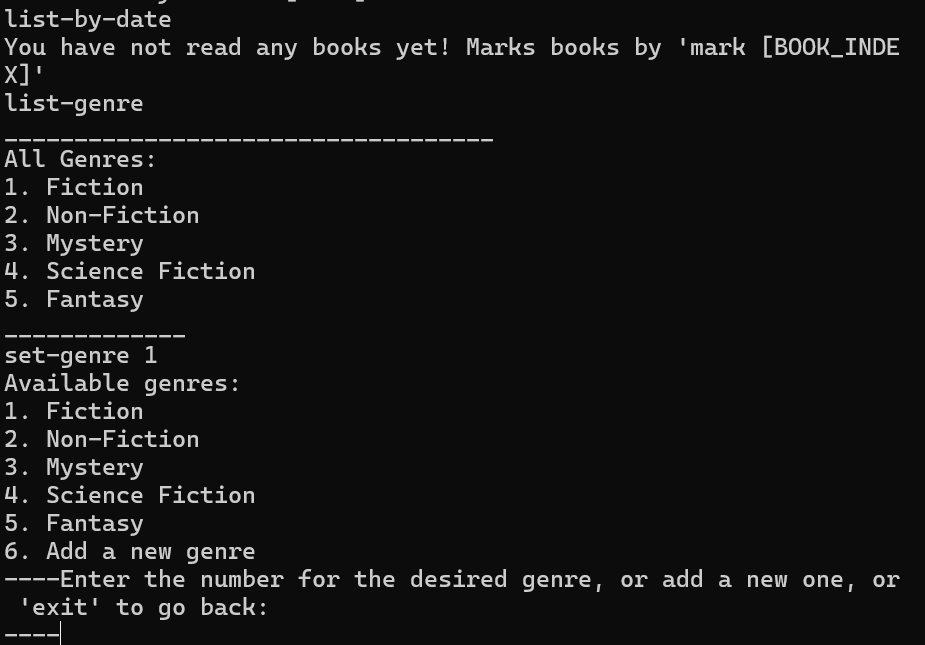 list-by-date
You have not read any books yet! Marks books by 'mark [BOOK_INDE
X]'
list-genre
___________________________________
All Genres:
1. Fiction
2. Non-Fiction
3. Mystery
4. Science Fiction
5. Fantasy
_____________
set-genre 1
Available genres:
1. Fiction
2. Non-Fiction
3. Mystery
4. Science Fiction
5. Fantasy
6. Add a new genre
----Enter the number for the desired genre, or add a new one, or
 'exit' to go back:
----